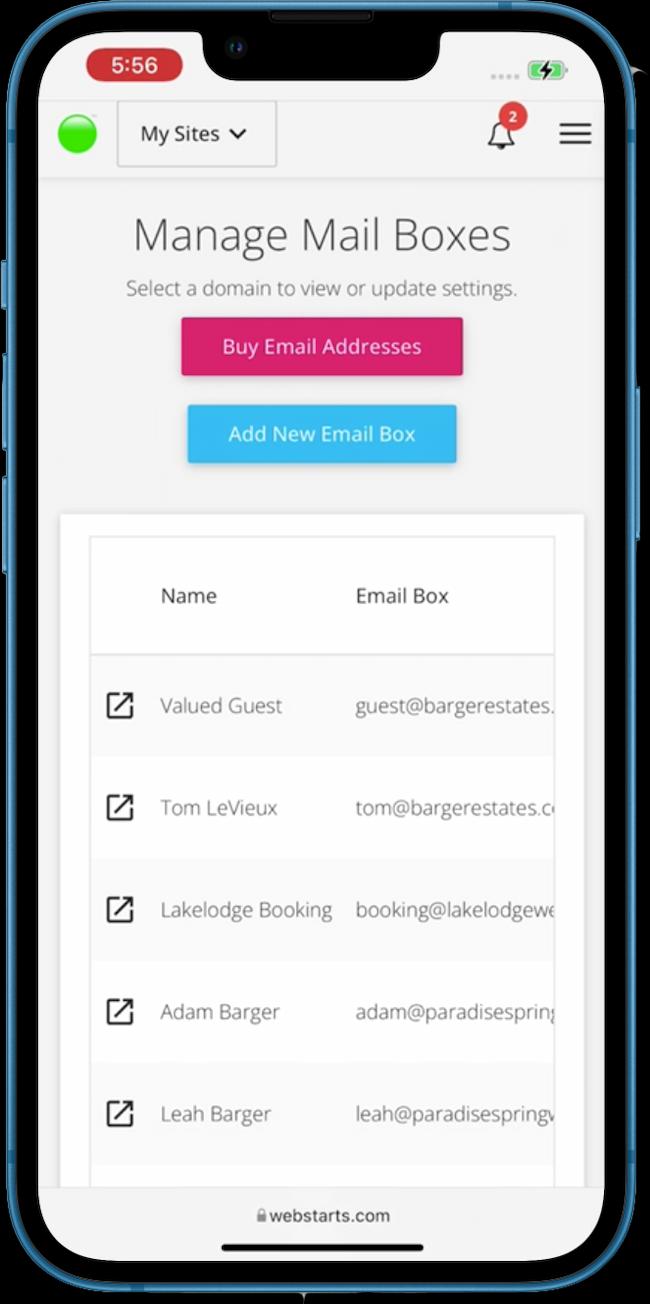 5:56
My Sites
2
Manage Mail Boxes
Select a domain to view or update settings.
Buy Email Addresses
Add New Email Box
Name Email Box
Valued Guest guest@bargerestates.
Tom LeVieux tom@bargerestates.c
Lakelodge Booking booking@lakelodgewe
Adam Barger adam@paradisespring
Leah Barger leah@paradisespringw
webstarts.com